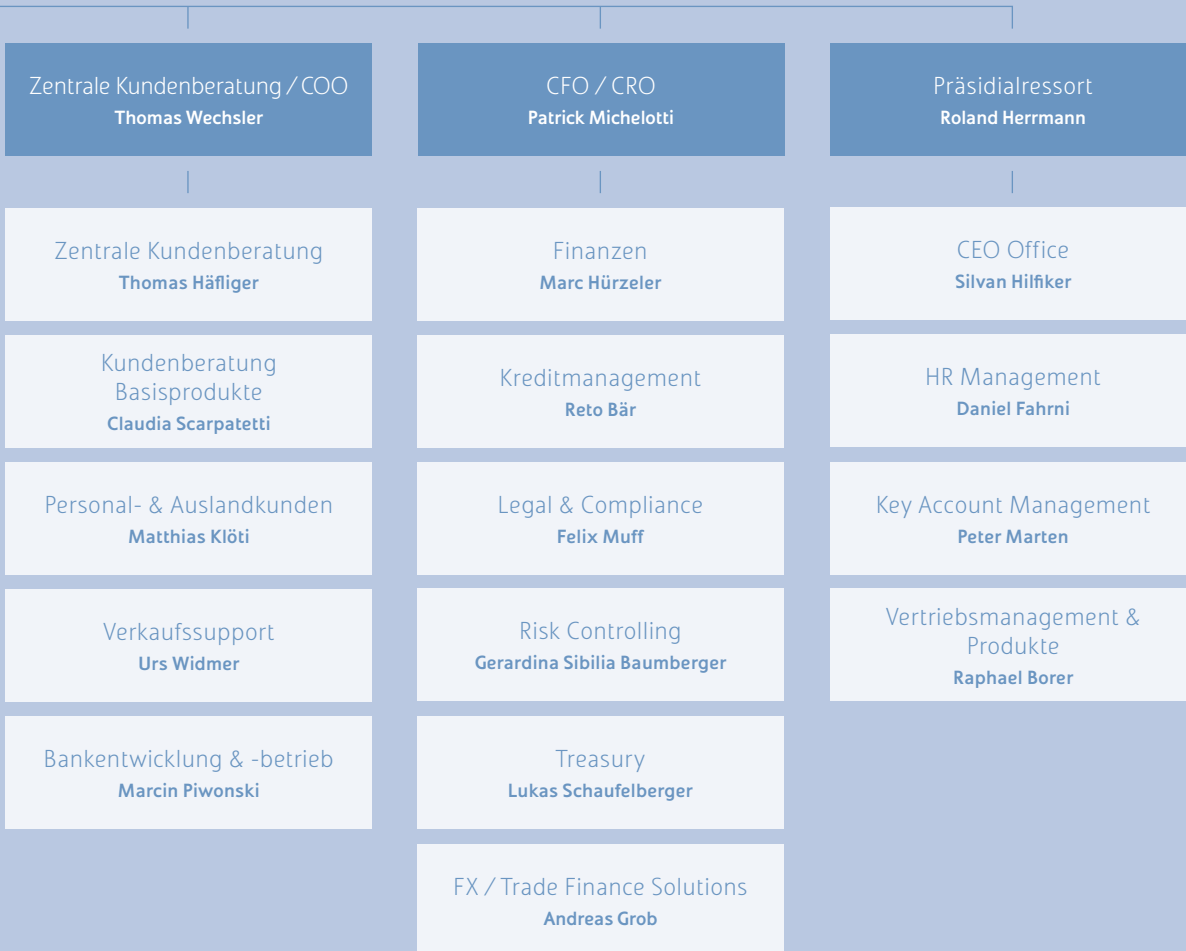 Zentrale Kundenberatung / COO
Thomas Wechsler
Zentrale Kundenberatung
Thomas Häfliger
Kundenberatung
Basisprodukte
Claudia Scarpatetti
Personal- & Auslandkunden
Matthias Klöti
Verkaufssupport
Urs Widmer
Bankentwicklung & -betrieb
Marcin Piwonski
CFO / CRO
Patrick Michelotti
Finanzen
Marc Hürzeler
Kreditmanagement
Reto Bär
Legal & Compliance
Felix Muff
Risk Controlling
Gerardina Sibilia Baumberger
Treasury
Lukas Schaufelberger
FX / Trade Finance Solutions
Andreas Grob
Präsidialressort
Roland Herrmann
CEO Office
Silvan Hilfiker
HR Management
Daniel Fahrni
Key Account Management
Peter Marten
Vertriebsmanagement &
Produkte
Raphael Borer